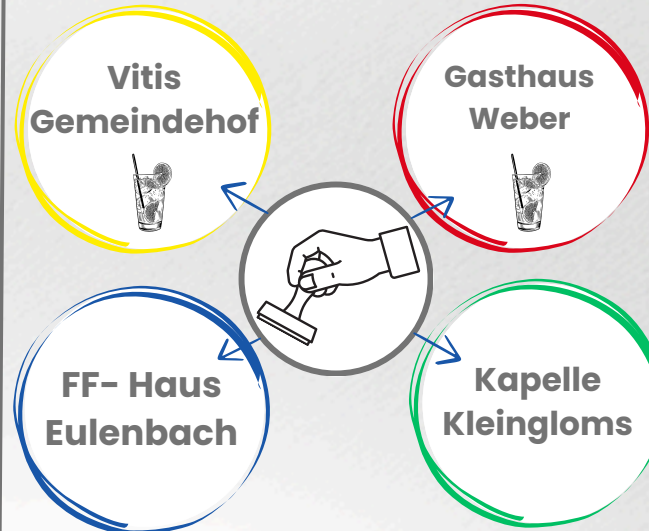 Vitis
Gemeindehof
Gasthaus
Weber
FF- Haus
Eulenbach
Kapelle
Kleingloms